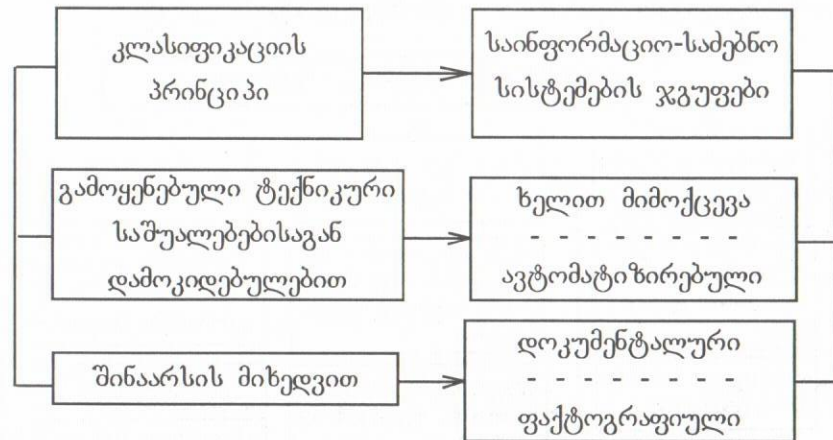 კლასიფიკაციის
პრინციპი
საინფორმაციო-საძებნო
სისტემების ჯგუფები
გამოყენებული ტექნიკური
საშუალებებისაგან
დამოკიდებულებით
ხელით მიმოქცევა
- - - - - - - -
ავტომატიზირებული
შინაარსის მიხედვით
დოკუმენტალური
- - - - - - - -
ფაქტოგრაფიული